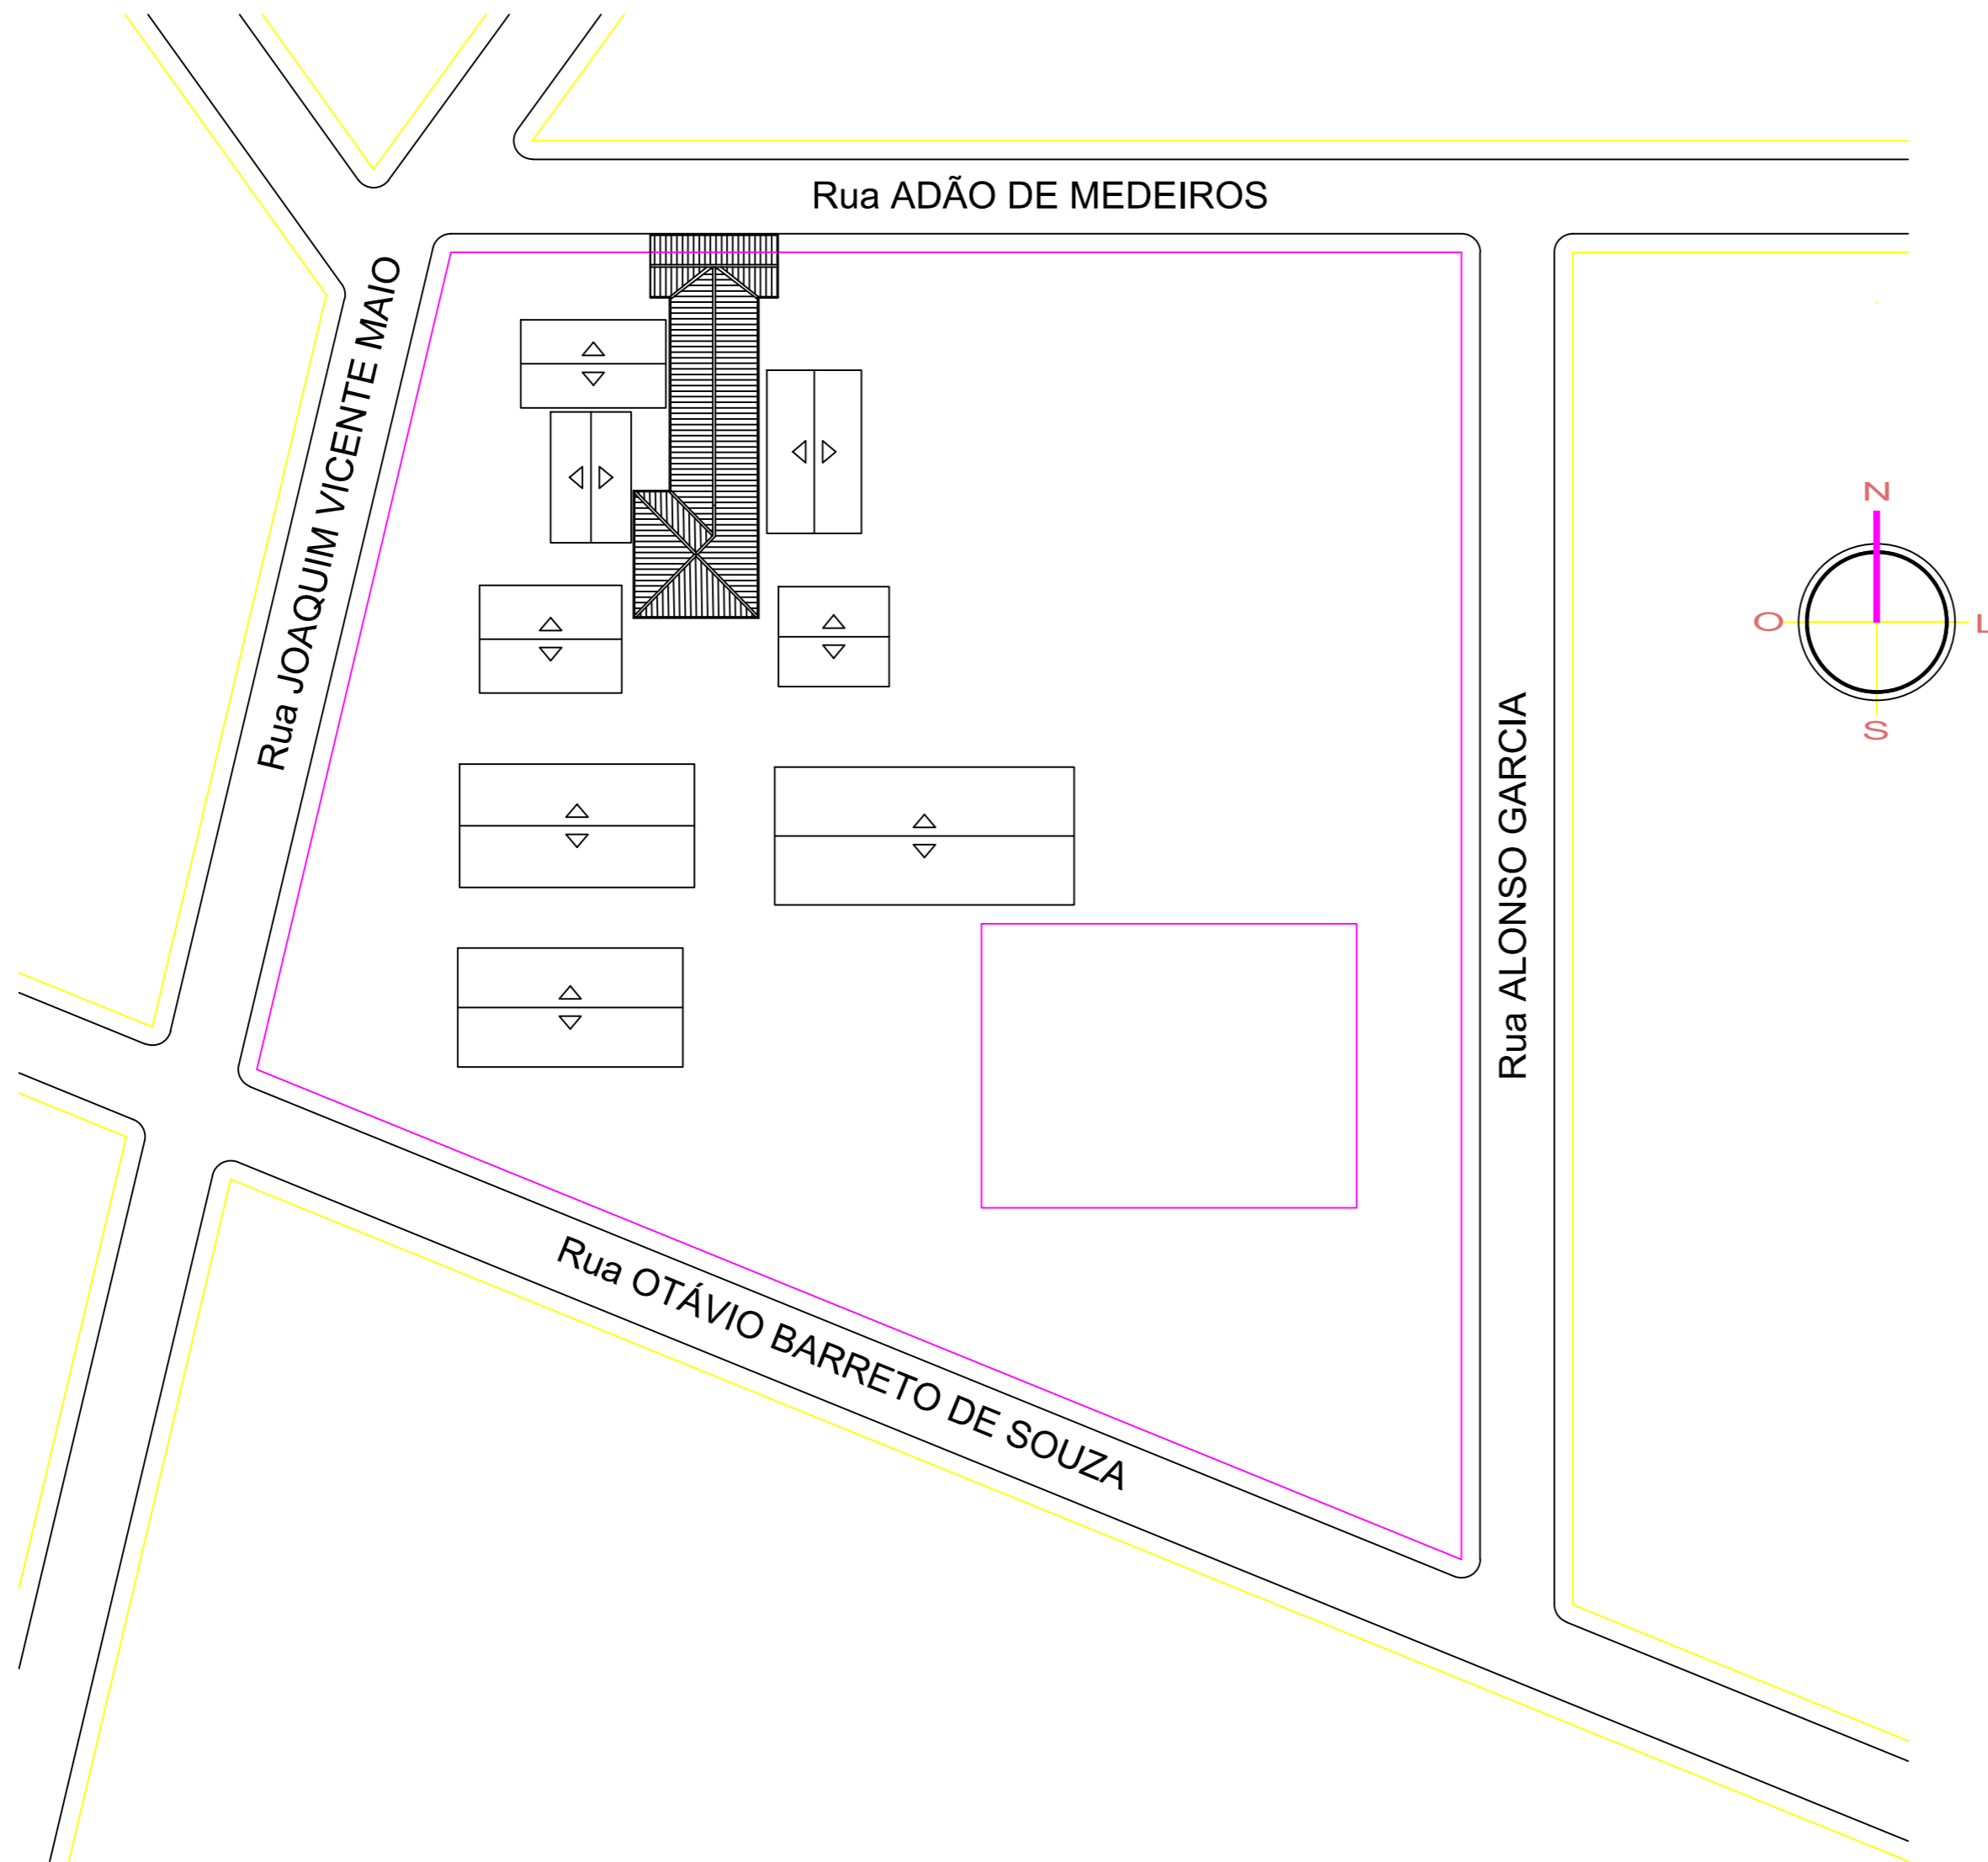 Rua ADÃO DE MEDEIROS
Rua JOAQUIM VICENTE MAIO
N
O
L
S
Rua ALONSO GARCIA
Rua OTÁVIO BARRETO DE SOUZA